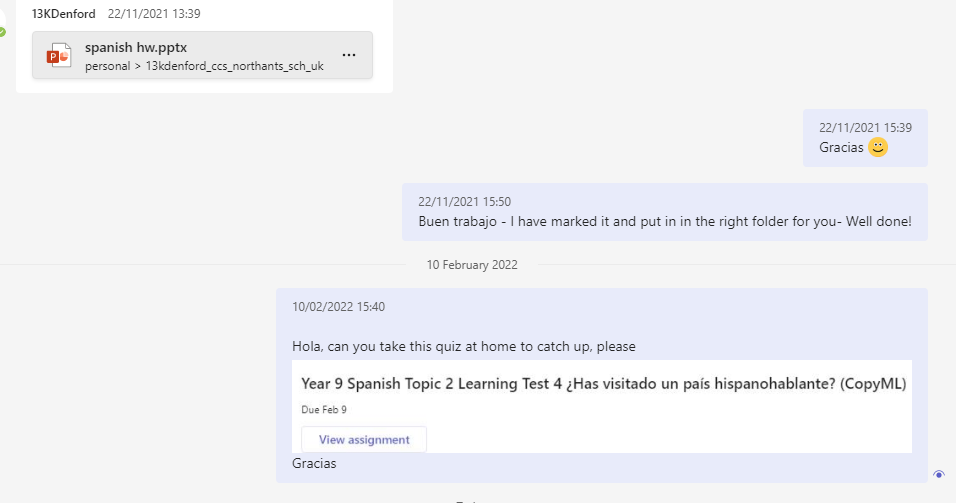 13KDenford 22/11/2021 13:39
spanish hw.pptx
personal > 13kdenford_ccs_northants_sch_uk
22/11/2021 15:39
Gracias
22/11/2021 15:50
Buen trabajo - I have marked it and put in in the right folder for you- Well done!
10 February 2022
10/02/2022 15:40
Hola, can you take this quiz at home to catch up, please
Year 9 Spanish Topic 2 Learning Test 4 ¿Has visitado un país hispanohablante? (CopyML)
Due Feb 9
View assignment
Gracias